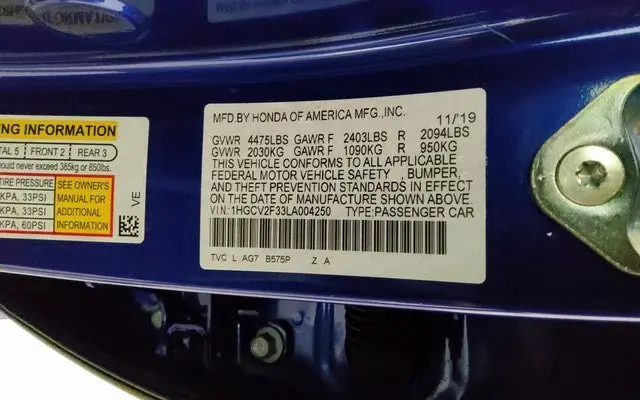 NG INFORMATION
TAL 5 FRONT 2 REAR 3
ould never exceed 385kg or 850lbs.
TIRE PRESSURE
KPA, 33PSI
KPA, 33PSI
KPA, 60PSI
SEE OWNER'S
MANUAL FOR
ADDITIONAL
INFORMATION
VE
MFD.BY HONDA OF AMERICA MFG.,INC.
11/'19
GVWR 4475LBS GAWR F 2403LBS R 2094LBS
GVWR 2030KG GAWR F 1090KG R 950KG
THIS VEHICLE CONFORMS TO ALL APPLICABLE
FEDERAL MOTOR VEHICLE SAFETY , BUMPER,
AND THEFT PREVENTION STANDARDS IN EFFECT
ON THE DATE OF MANUFACTURE SHOWN ABOVE.
V I N : 1HGCV2F33LA004250 TYPE:PASSENGER CAR
TVC L AG7 B575P Z A